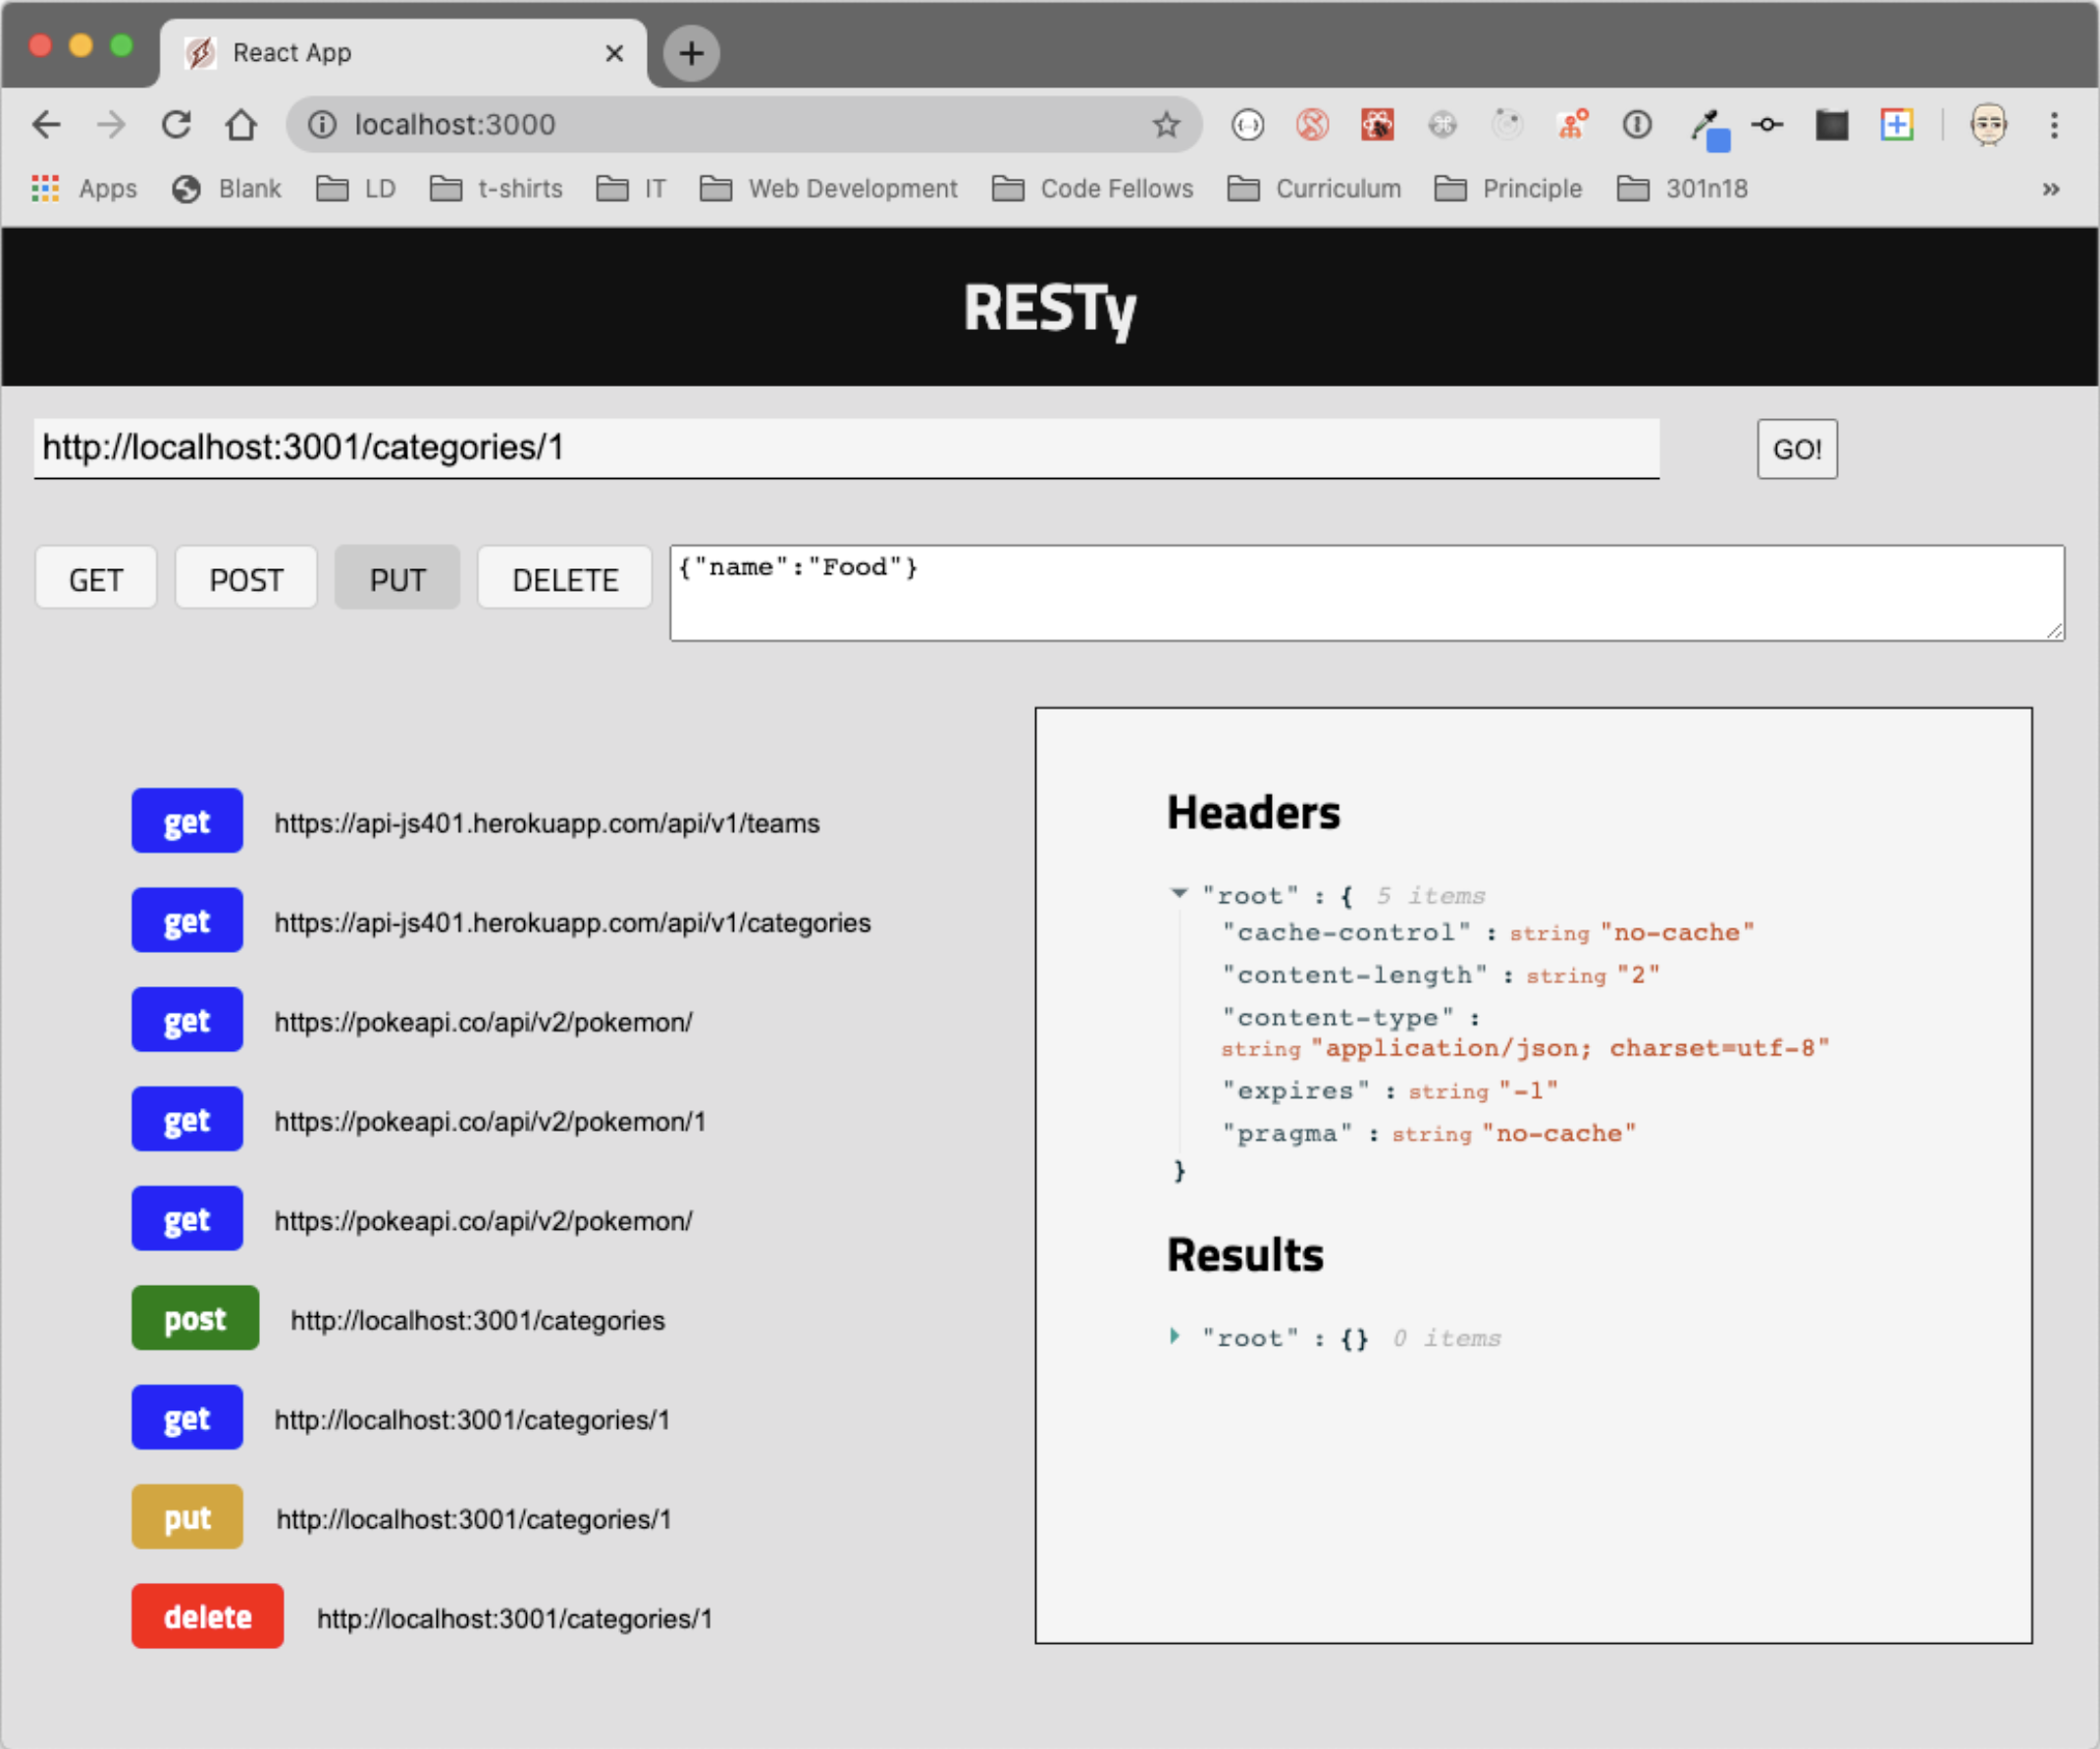 React App
localhost:3000
Apps Blank LD t-shirts IT Web Development Code Fellows Curriculum Principle 301n18 »
RESTy
http://localhost:3001/categories/1 GO!
GET POST PUT DELETE {"name":"Food"}
get https://api-js401.herokuapp.com/api/v1/teams
get https://api-js401.herokuapp.com/api/v1/categories
get https://pokeapi.co/api/v2/pokemon/
get https://pokeapi.co/api/v2/pokemon/1
get https://pokeapi.co/api/v2/pokemon/
post http://localhost:3001/categories
get http://localhost:3001/categories/1
put http://localhost:3001/categories/1
delete http://localhost:3001/categories/1
Headers
"root" : { 5 items
"cache-control" : string "no-cache"
"content-length" : string "2"
"content-type" :
string "application/json; charset=utf-8"
"expires" : string "-1"
"pragma" : string "no-cache"
}
Results
"root" : {} 0 items